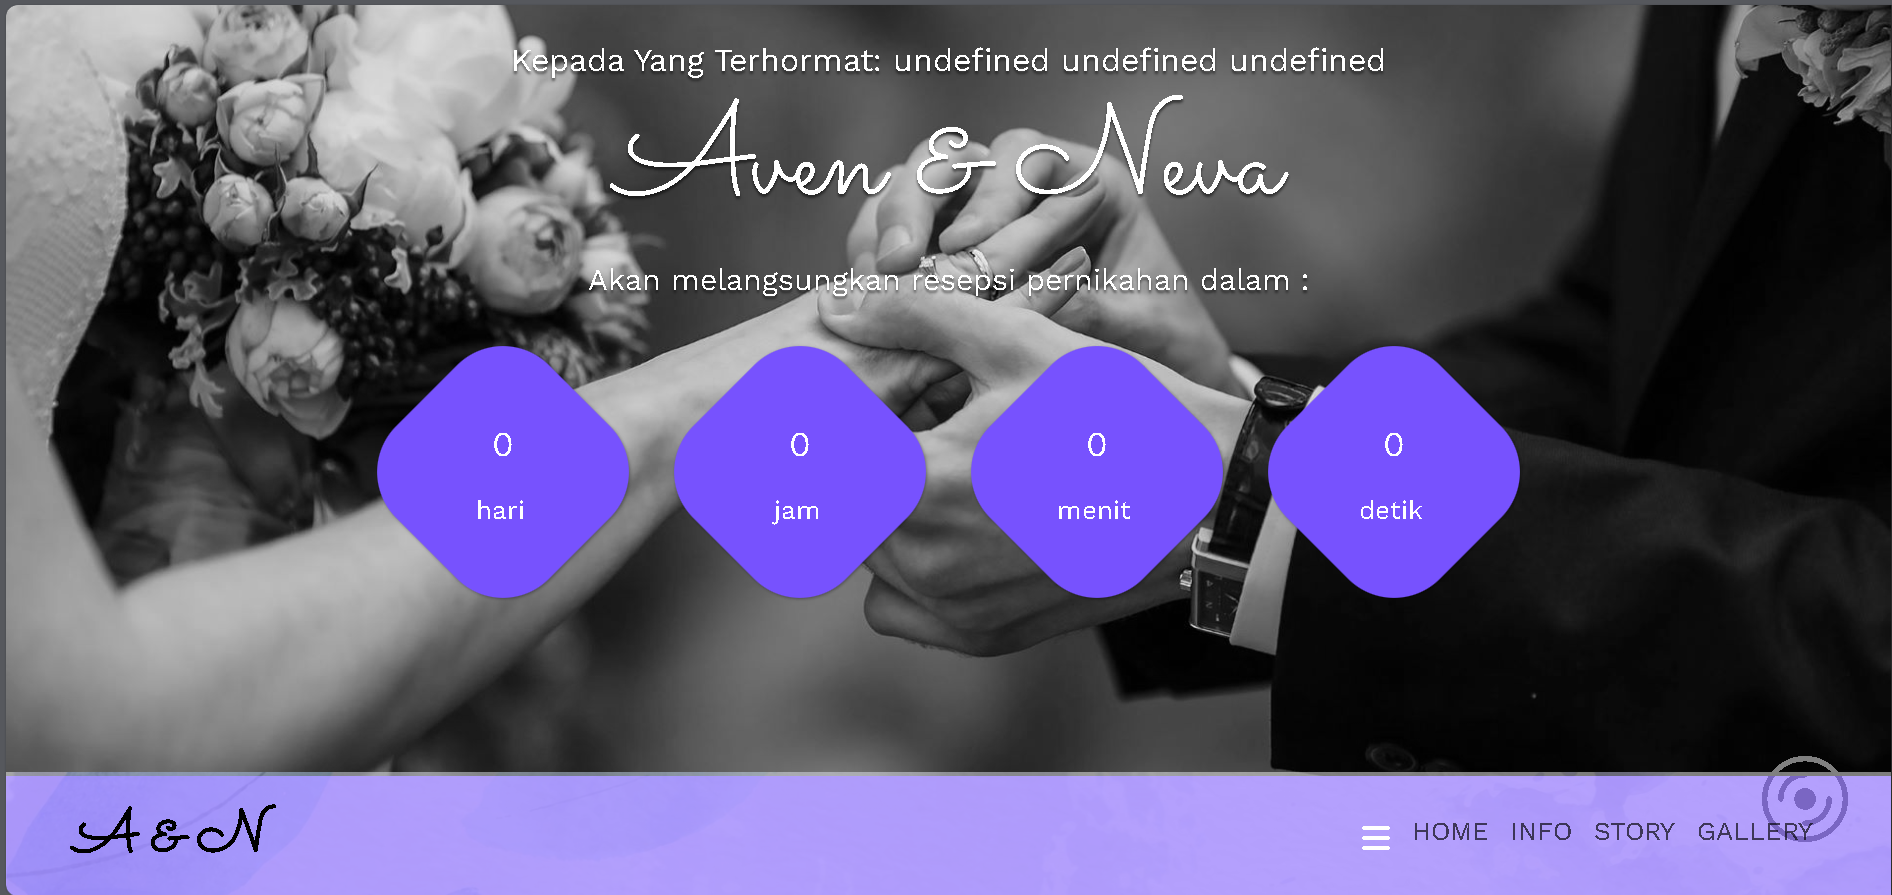 Kepada Yang Terhormat: undefined undefined undefined
Aven & Neva
Akan melangsungkan resepsi pernikahan dalam :
0 0 0 0
hari jam menit detik
A & N HOME INFO STORY GALLERY